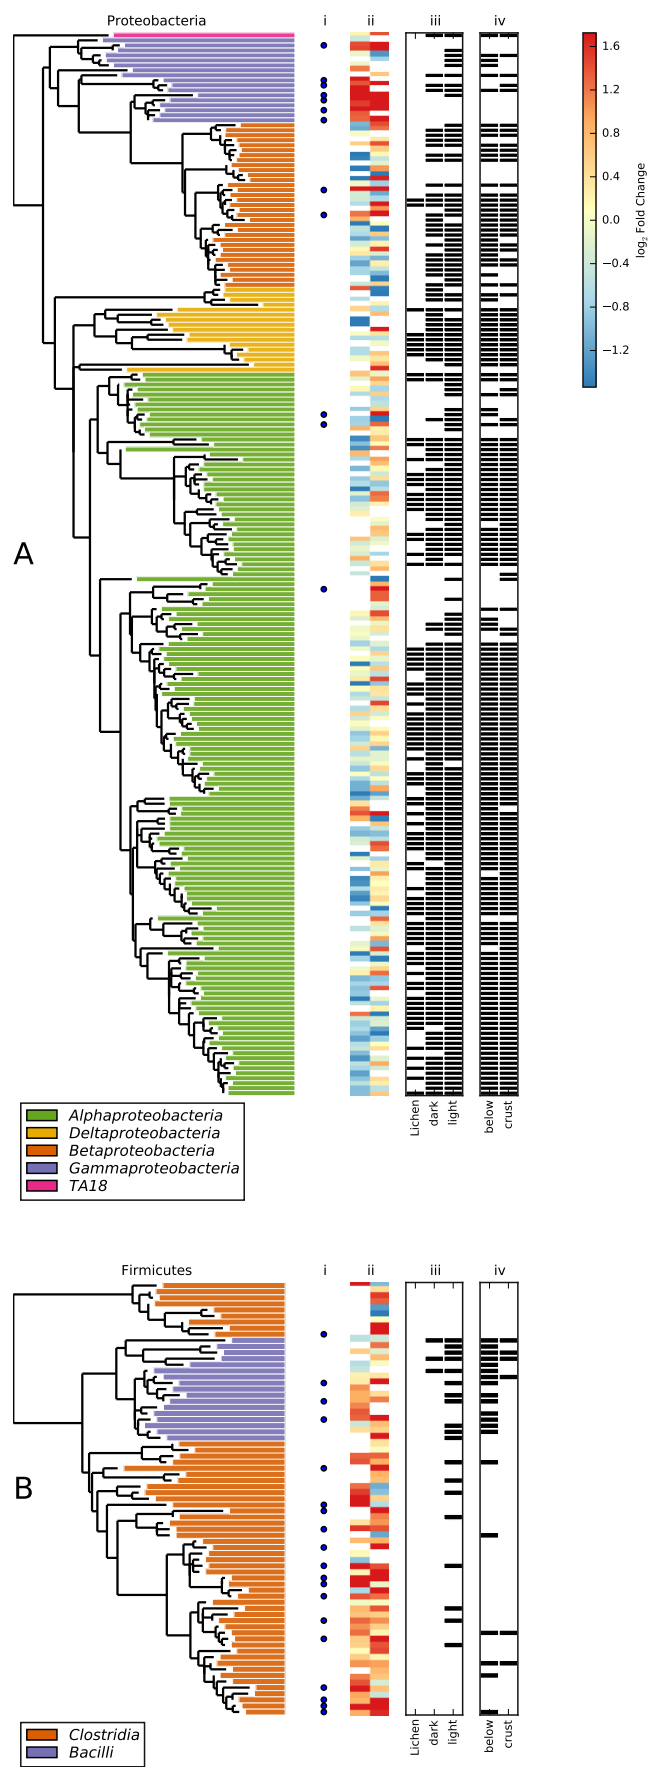 Proteobacteria i ii iii iv
1.6
1.2
0.8
0.4
0.0
−0.4
−0.8
−1.2
log₂ Fold Change
A
Lichen dark light below crust
Alphaproteobacteria
Deltaproteobacteria
Betaproteobacteria
Gammaproteobacteria
TA18
Firmicutes i ii iii iv
B
Lichen dark light below crust
Clostridia
Bacilli